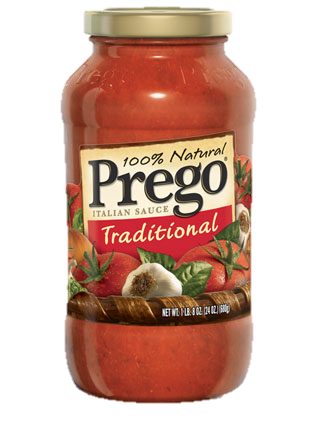 100% Natural
Prego®
ITALIAN SAUCE
Traditional
NET WT. 1 LB. 8 OZ. (24 OZ.) (680g)